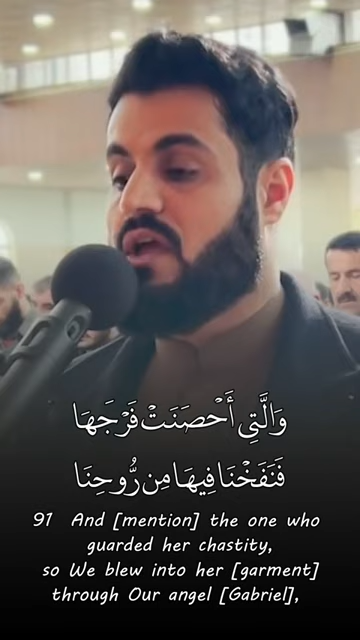 وَالَّتِي أَحْصَنَتْ فَرْجَهَا
فَنَفَخْنَا فِيهَا مِن رُّوحِنَا
91 And [mention] the one who
guarded her chastity,
so We blew into her [garment]
through Our angel [Gabriel],